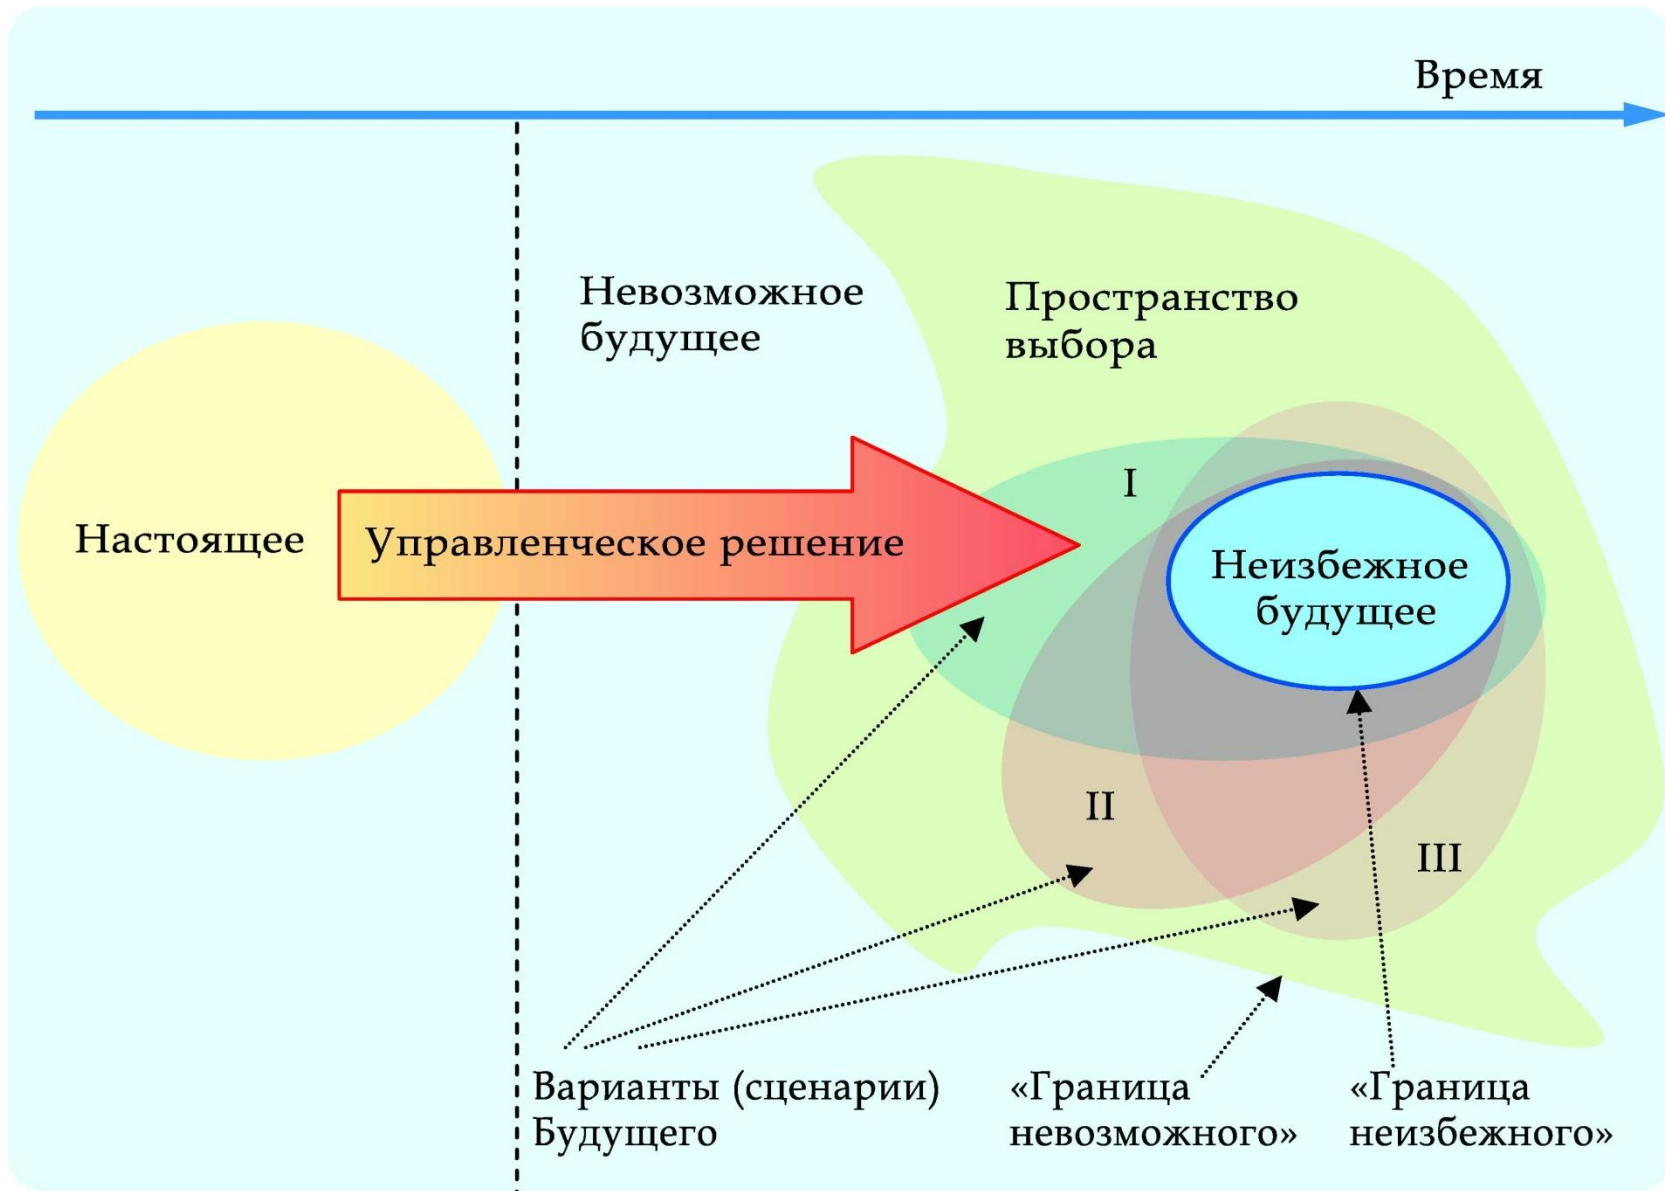 Время
Невозможное
будущее
Пространство
выбора
I
Настоящее
Управленческое решение
Неизбежное
будущее
II
III
Варианты (сценарии)
Будущего
«Граница
невозможного»
«Граница
неизбежного»